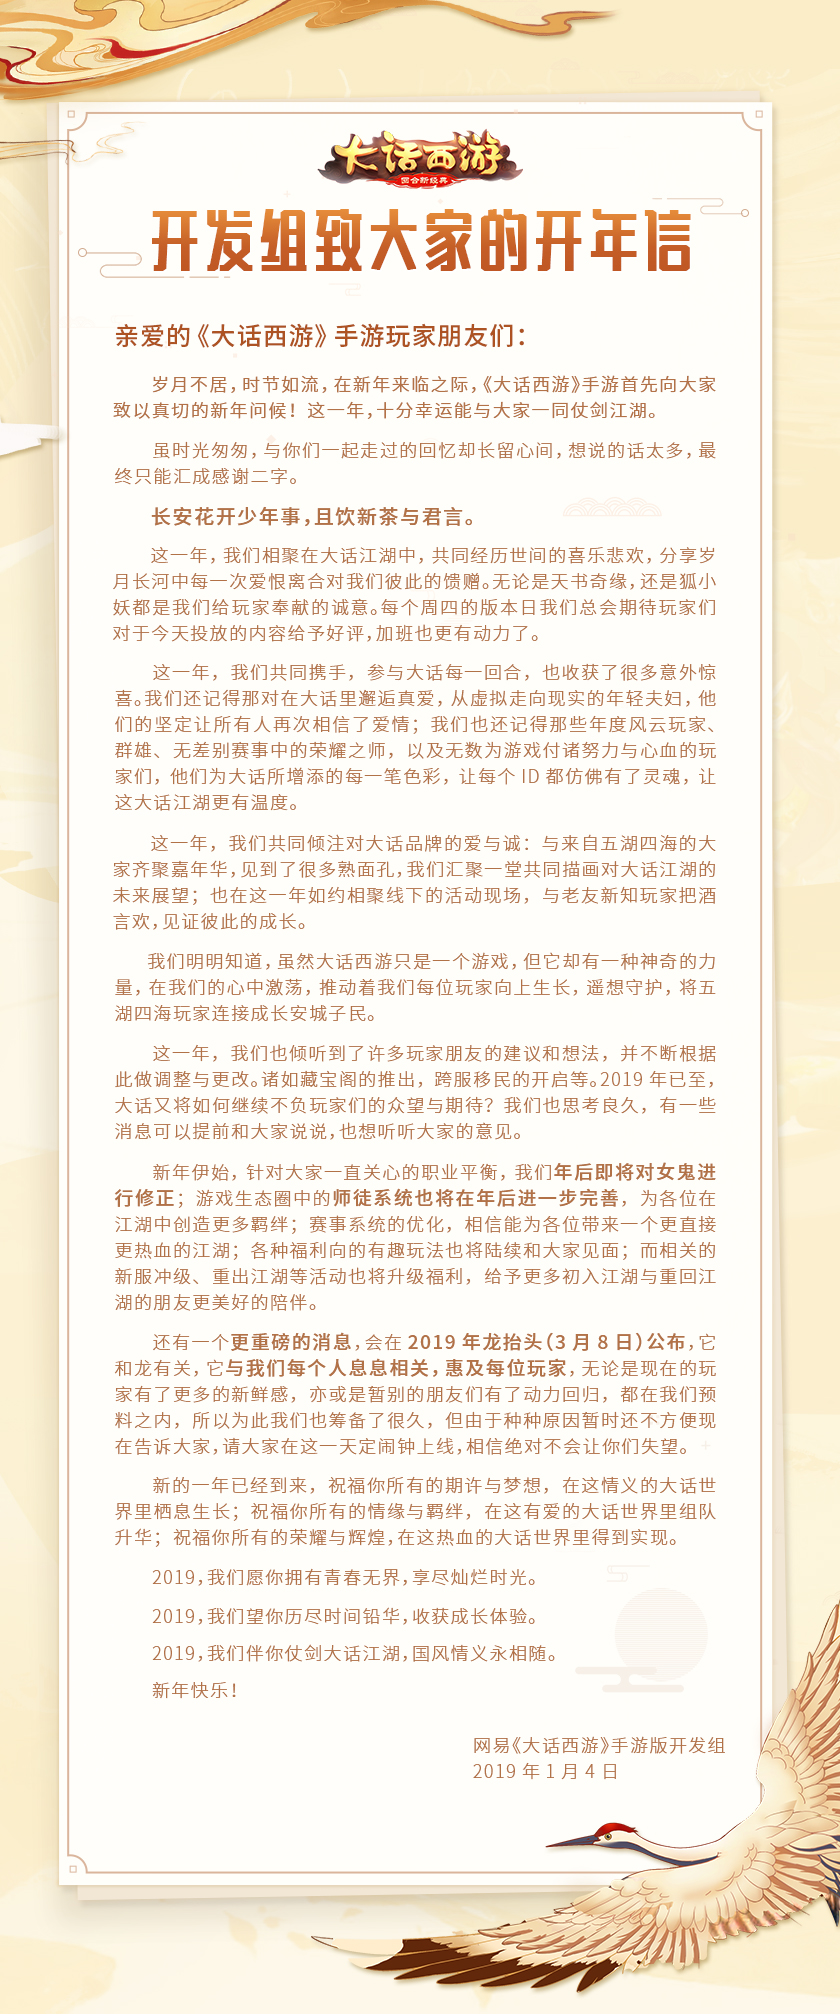 大话西游
回合新经典
开发组致大家的开年信
亲爱的《大话西游》手游玩家朋友们：
岁月不居，时节如流，在新年来临之际，《大话西游》手游首先向大家
致以真切的新年问候！这一年，十分幸运能与大家一同仗剑江湖。
虽时光匆匆，与你们一起走过的回忆却长留心间，想说的话太多，最
终只能汇成感谢二字。
长安花开少年事，且饮新茶与君言。
这一年，我们相聚在大话江湖中，共同经历世间的喜乐悲欢，分享岁
月长河中每一次爱恨离合对我们彼此的馈赠。无论是天书奇缘，还是狐小
妖都是我们给玩家奉献的诚意。每个周四的版本日我们总会期待玩家们
对于今天投放的内容给予好评，加班也更有动力了。
这一年，我们共同携手，参与大话每一回合，也收获了很多意外惊
喜。我们还记得那对在大话里邂逅真爱，从虚拟走向现实的年轻夫妇，他
们的坚定让所有人再次相信了爱情；我们也还记得那些年度风云玩家、
群雄、无差别赛事中的荣耀之师，以及无数为游戏付诸努力与心血的玩
家们，他们为大话所增添的每一笔色彩，让每个 ID 都仿佛有了灵魂，让
这大话江湖更有温度。
这一年，我们共同倾注对大话品牌的爱与诚：与来自五湖四海的大
家齐聚嘉年华，见到了很多熟面孔，我们汇聚一堂共同描画对大话江湖的
未来展望；也在这一年如约相聚线下的活动现场，与老友新知玩家把酒
言欢，见证彼此的成长。
我们明明知道，虽然大话西游只是一个游戏，但它却有一种神奇的力
量，在我们的心中激荡，推动着我们每位玩家向上生长，遥想守护，将五
湖四海玩家连接成长安城子民。
这一年，我们也倾听到了许多玩家朋友的建议和想法，并不断根据
此做调整与更改。诸如藏宝阁的推出，跨服移民的开启等。2019 年已至，
大话又将如何继续不负玩家们的众望与期待？我们也思考良久，有一些
消息可以提前和大家说说，也想听听大家的意见。
新年伊始，针对大家一直关心的职业平衡，我们年后即将对女鬼进
行修正；游戏生态圈中的师徒系统也将在年后进一步完善，为各位在
江湖中创造更多羁绊；赛事系统的优化，相信能为各位带来一个更直接
更热血的江湖；各种福利向的有趣玩法也将陆续和大家见面；而相关的
新服冲级、重出江湖等活动也将升级福利，给予更多初入江湖与重回江
湖的朋友更美好的陪伴。
还有一个更重磅的消息，会在 2019 年龙抬头（3 月 8 日）公布，它
和龙有关，它与我们每个人息息相关，惠及每位玩家，无论是现在的玩
家有了更多的新鲜感，亦或是暂别的朋友们有了动力回归，都在我们预
料之内，所以为此我们也筹备了很久，但由于种种原因暂时还不方便现
在告诉大家，请大家在这一天定闹钟上线，相信绝对不会让你们失望。
新的一年已经到来，祝福你所有的期许与梦想，在这情义的大话世
界里栖息生长；祝福你所有的情缘与羁绊，在这有爱的大话世界里组队
升华；祝福你所有的荣耀与辉煌，在这热血的大话世界里得到实现。
2019，我们愿你拥有青春无界，享尽灿烂时光。
2019，我们望你历尽时间铅华，收获成长体验。
2019，我们伴你仗剑大话江湖，国风情义永相随。
新年快乐！
网易《大话西游》手游版开发组
2019 年 1 月 4 日